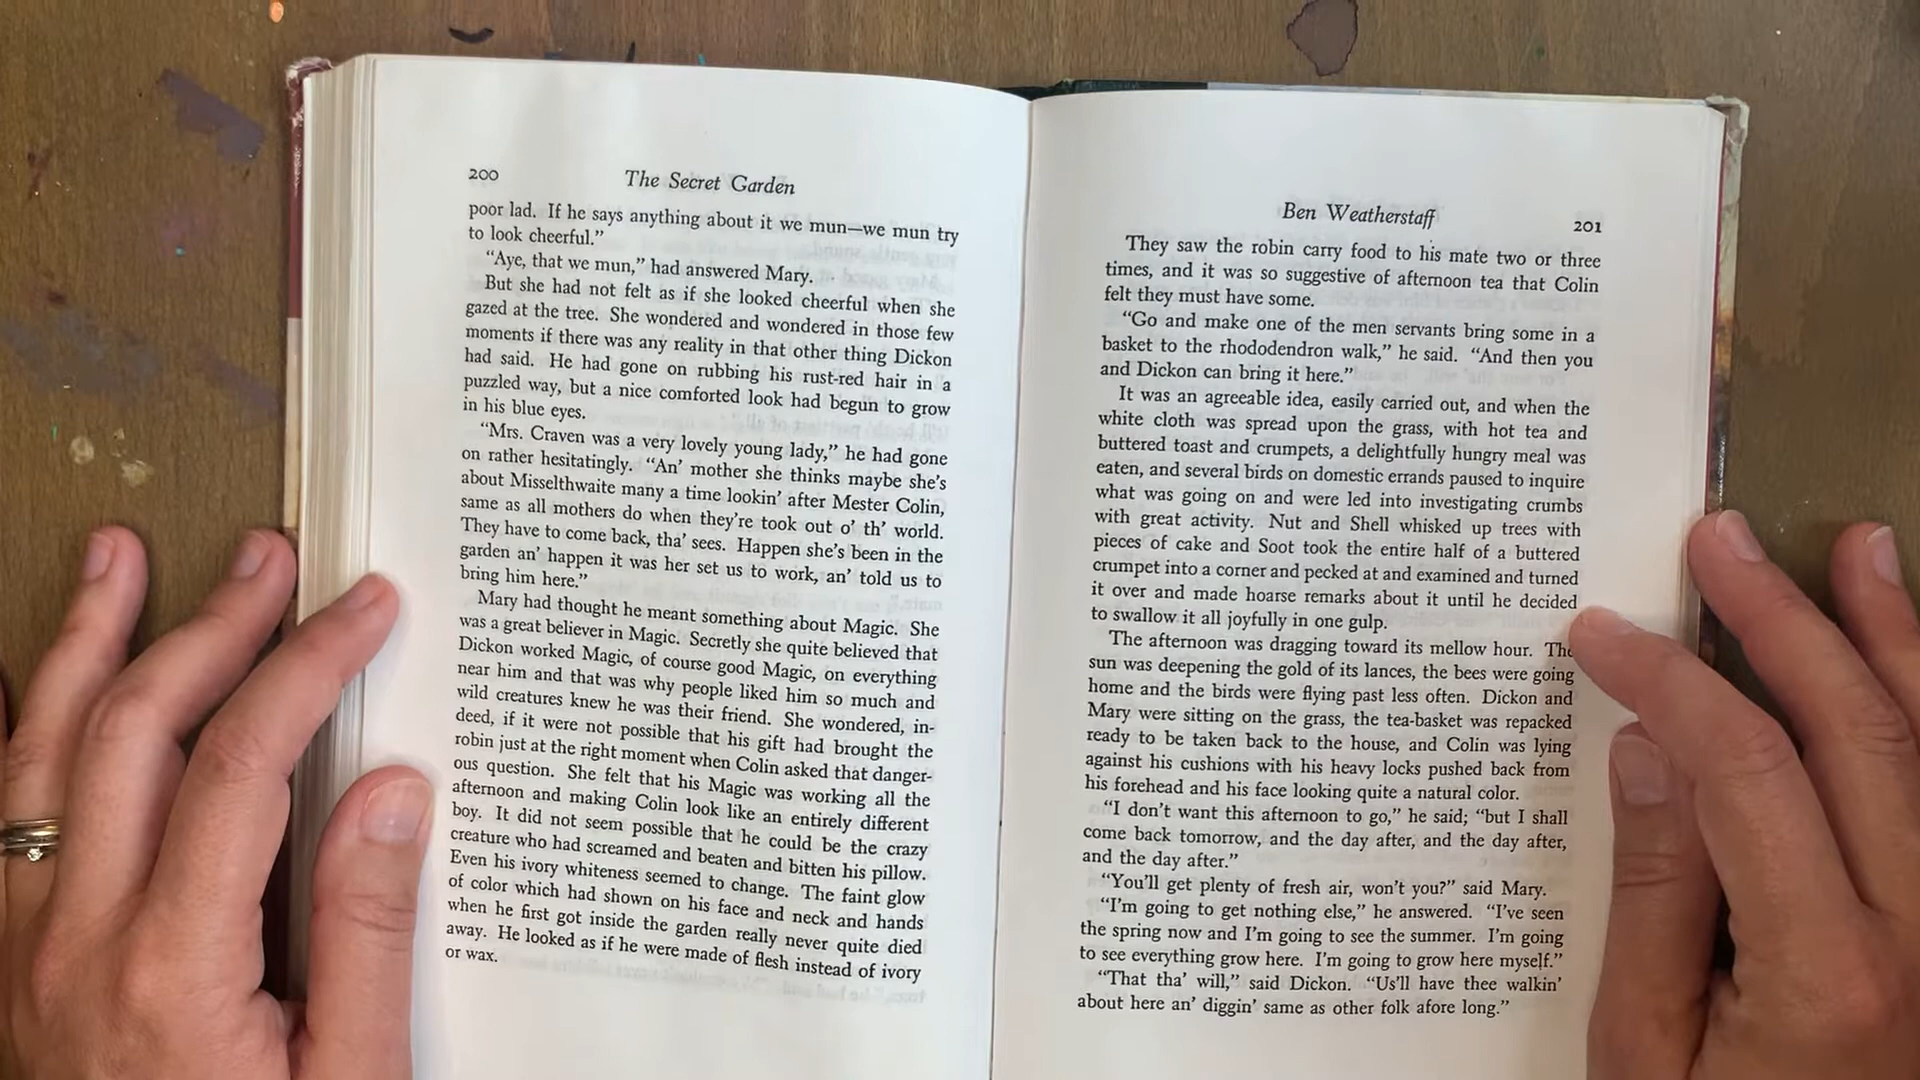 200
The Secret Garden
poor lad. If he says anything about it we mun—we mun try
to look cheerful.”
“Aye, that we mun,” had answered Mary.
But she had not felt as if she looked cheerful when she
gazed at the tree. She wondered and wondered in those few
moments if there was any reality in that other thing Dickon
had said. He had gone on rubbing his rust-red hair in a
puzzled way, but a nice comforted look had begun to grow
in his blue eyes.
“Mrs. Craven was a very lovely young lady,” he had gone
on rather hesitatingly. “An’ mother she thinks maybe she’s
about Misselthwaite many a time lookin’ after Mester Colin,
same as all mothers do when they’re took out o’ th’ world.
They have to come back, tha’ sees. Happen she’s been in the
garden an’ happen it was her set us to work, an’ told us to
bring him here.”
Mary had thought he meant something about Magic. She
was a great believer in Magic. Secretly she quite believed that
Dickon worked Magic, of course good Magic, on everything
near him and that was why people liked him so much and
wild creatures knew he was their friend. She wondered, in-
deed, if it were not possible that his gift had brought the
robin just at the right moment when Colin asked that danger-
ous question. She felt that his Magic was working all the
afternoon and making Colin look like an entirely different
boy. It did not seem possible that he could be the crazy
creature who had screamed and beaten and bitten his pillow.
Even his ivory whiteness seemed to change. The faint glow
of color which had shown on his face and neck and hands
when he first got inside the garden really never quite died
away. He looked as if he were made of flesh instead of ivory
or wax.
Ben Weatherstaff
201
They saw the robin carry food to his mate two or three
times, and it was so suggestive of afternoon tea that Colin
felt they must have some.
“Go and make one of the men servants bring some in a
basket to the rhododendron walk,” he said. “And then you
and Dickon can bring it here.”
It was an agreeable idea, easily carried out, and when the
white cloth was spread upon the grass, with hot tea and
buttered toast and crumpets, a delightfully hungry meal was
eaten, and several birds on domestic errands paused to inquire
what was going on and were led into investigating crumbs
with great activity. Nut and Shell whisked up trees with
pieces of cake and Soot took the entire half of a buttered
crumpet into a corner and pecked at and examined and turned
it over and made hoarse remarks about it until he decided
to swallow it all joyfully in one gulp.
The afternoon was dragging toward its mellow hour. The
sun was deepening the gold of its lances, the bees were going
home and the birds were flying past less often. Dickon and
Mary were sitting on the grass, the tea-basket was repacked
ready to be taken back to the house, and Colin was lying
against his cushions with his heavy locks pushed back from
his forehead and his face looking quite a natural color.
“I don’t want this afternoon to go,” he said; “but I shall
come back tomorrow, and the day after, and the day after,
and the day after.”
“You’ll get plenty of fresh air, won’t you?” said Mary.
“I’m going to get nothing else,” he answered. “I’ve seen
the spring now and I’m going to see the summer. I’m going
to see everything grow here. I’m going to grow here myself.”
“That tha’ will,” said Dickon. “Us’ll have thee walkin’
about here an’ diggin’ same as other folk afore long.”